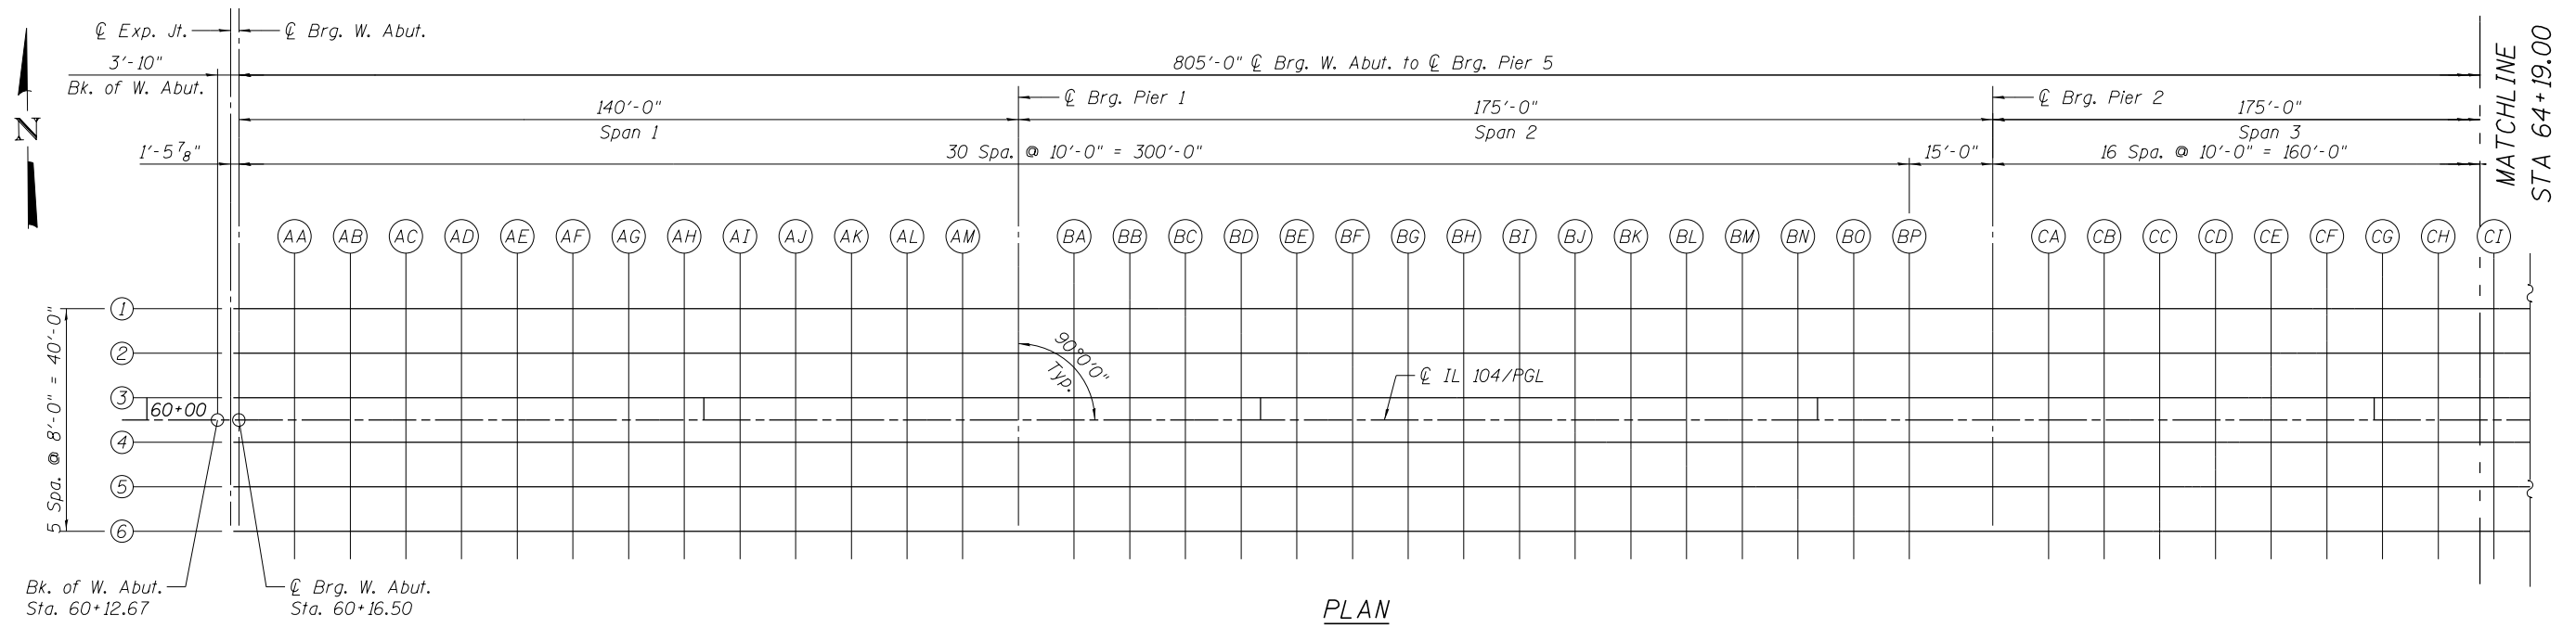 ℄ Exp. Jt.
℄ Brg. W. Abut.
3'-10"
Bk. of W. Abut.
805'-0" ℄ Brg. W. Abut. to ℄ Brg. Pier 5
℄ Brg. Pier 1
℄ Brg. Pier 2
140'-0"
Span 1
175'-0"
Span 2
175'-0"
Span 3
N
1'-5 7/8"
30 Spa. @ 10'-0" = 300'-0"
15'-0"
16 Spa. @ 10'-0" = 160'-0"
MATCHLINE
STA 64+19.00
AA AB AC AD AE AF AG AH AI AJ AK AL AM BA BB BC BD BE BF BG BH BI BJ BK BL BM BN BO BP CA CB CC CD CE CF CG CH CI
5 Spa. @ 8'-0" = 40'-0"
1
2
3
4
5
6
60+00
90°0'0"
Typ.
℄ IL 104/PGL
Bk. of W. Abut.
Sta. 60+12.67
℄ Brg. W. Abut.
Sta. 60+16.50
PLAN